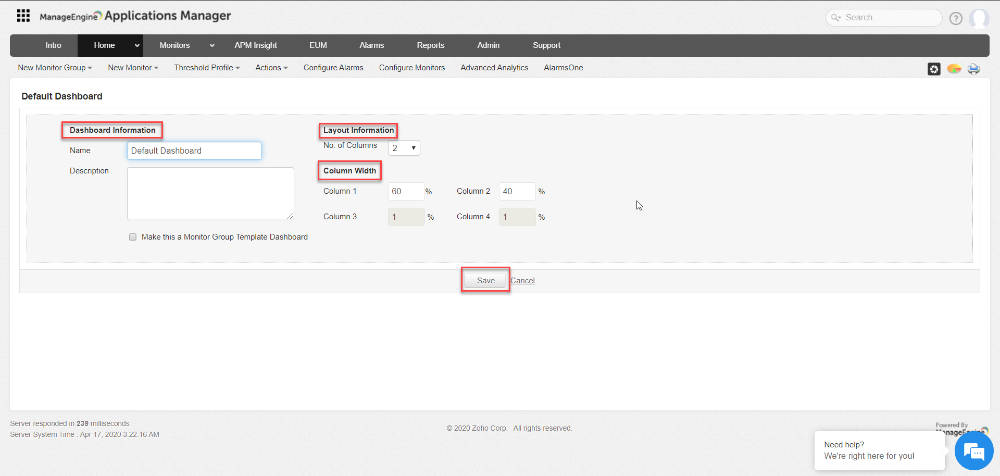 ManageEngine Applications Manager
Search...
?
Intro Home Monitors APM Insight EUM Alarms Reports Admin Support
New Monitor Group New Monitor Threshold Profile Actions Configure Alarms Configure Monitors Advanced Analytics AlarmsOne
Default Dashboard
Dashboard Information
Name Default Dashboard
Description
Make this a Monitor Group Template Dashboard
Layout Information
No. of Columns 2
Column Width
Column 1 60 % Column 2 40 %
Column 3 1 % Column 4 1 %
Save Cancel
Server responded in 239 milliseconds
Server System Time : Apr 17, 2020 3:22:16 AM
© 2020 Zoho Corp. All rights reserved.
Powered By
ManageEngine
Need help?
We're right here for you!